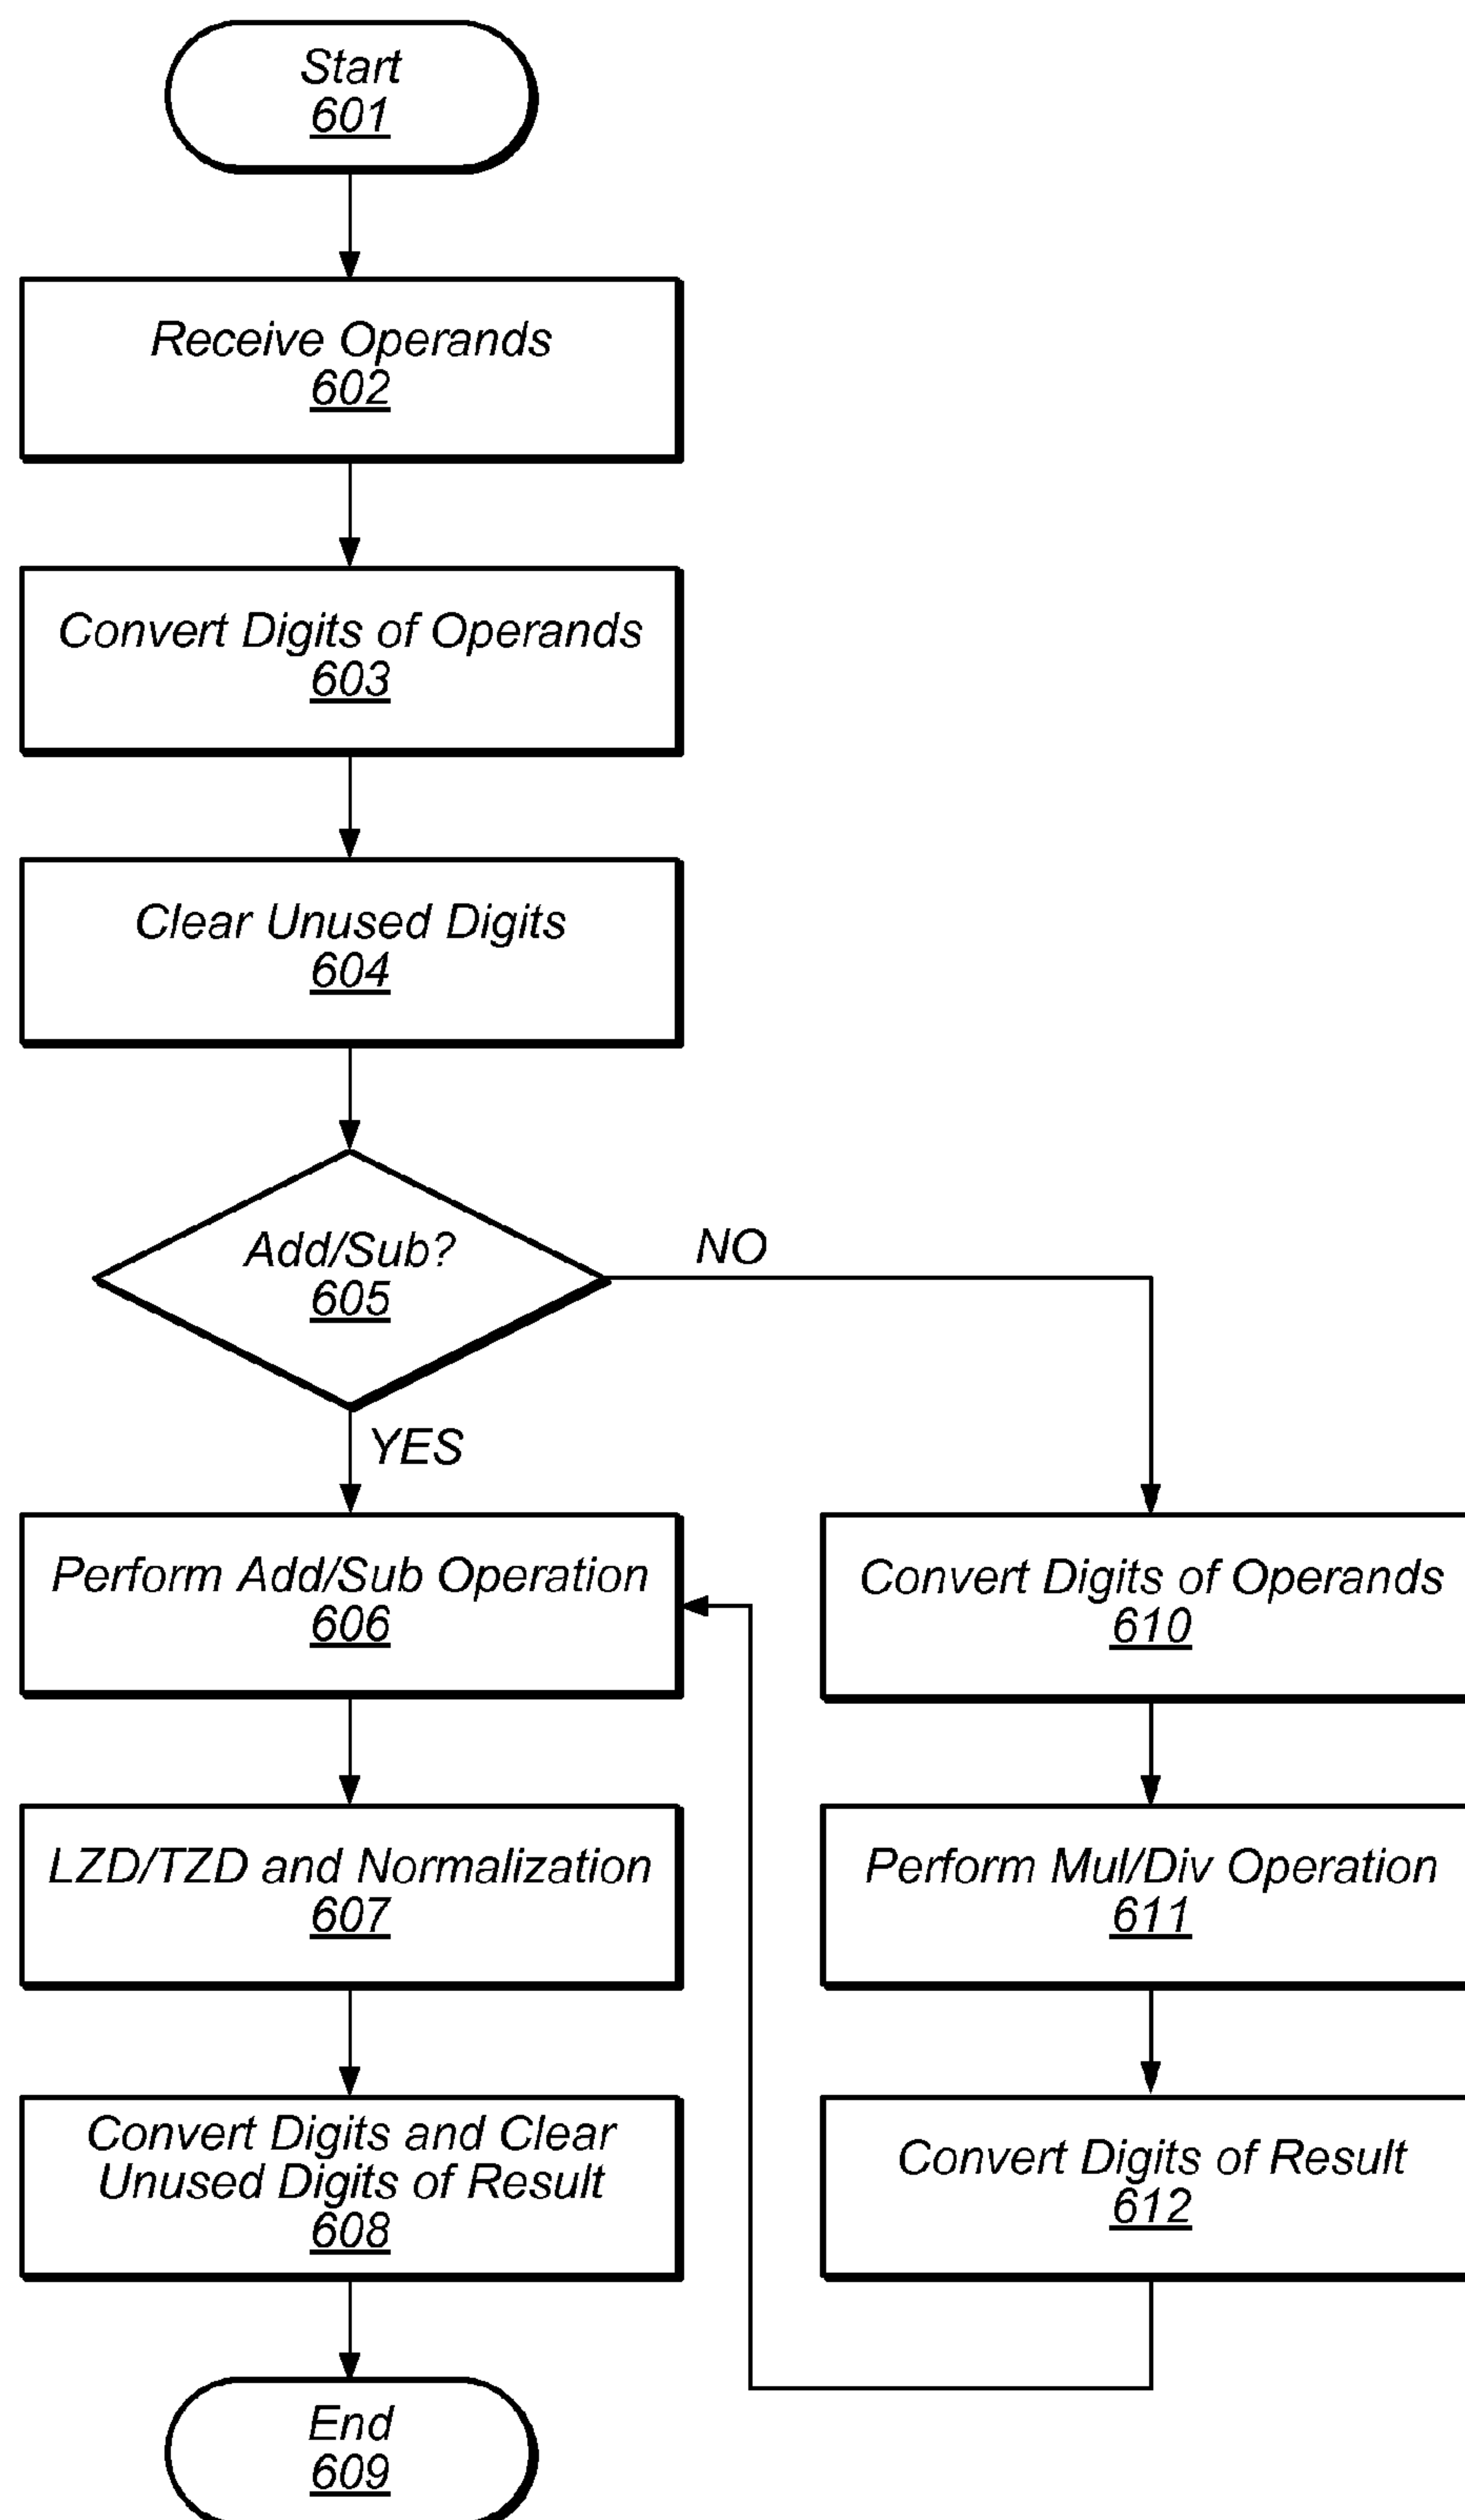 Start
601
Receive Operands
602
Convert Digits of Operands
603
Clear Unused Digits
604
Add/Sub?
605
NO
YES
Perform Add/Sub Operation
606
LZD/TZD and Normalization
607
Convert Digits and Clear
Unused Digits of Result
608
End
609
Convert Digits of Operands
610
Perform Mul/Div Operation
611
Convert Digits of Result
612